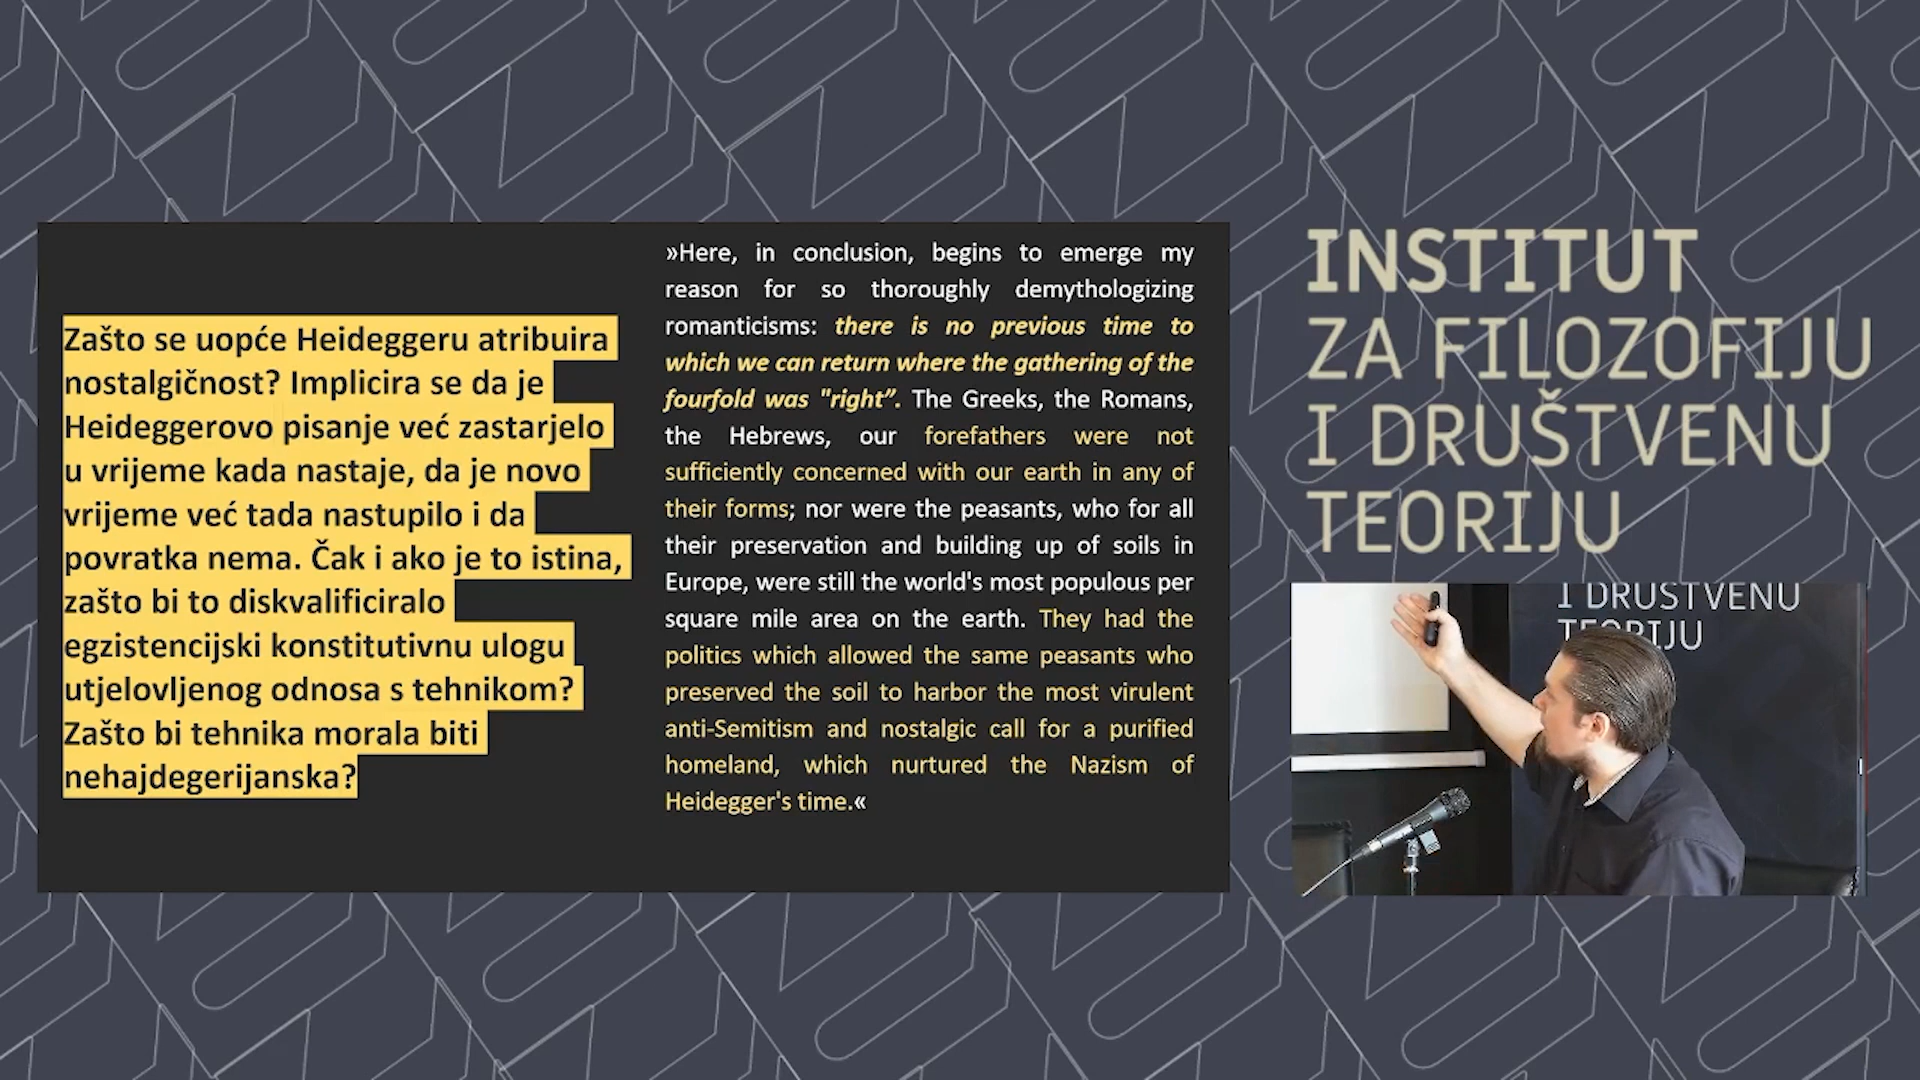 Zašto se uopće Heideggeru atribuira
nostalgičnost? Implicira se da je
Heideggerovo pisanje već zastarjelo
u vrijeme kada nastaje, da je novo
vrijeme već tada nastupilo i da
povratka nema. Čak i ako je to istina,
zašto bi to diskvalificiralo
egzistencijski konstitutivnu ulogu
utjelovljenog odnosa s tehnikom?
Zašto bi tehnika morala biti
nehajdegerijanska?
»Here, in conclusion, begins to emerge my
reason for so thoroughly demythologizing
romanticisms: there is no previous time to
which we can return where the gathering of the
fourfold was "right”. The Greeks, the Romans,
the Hebrews, our forefathers were not
sufficiently concerned with our earth in any of
their forms; nor were the peasants, who for all
their preservation and building up of soils in
Europe, were still the world's most populous per
square mile area on the earth. They had the
politics which allowed the same peasants who
preserved the soil to harbor the most virulent
anti-Semitism and nostalgic call for a purified
homeland, which nurtured the Nazism of
Heidegger's time.«
INSTITUT
ZA FILOZOFIJU
I DRUŠTVENU
TEORIJU
I DRUŠTVENU
TEORIJU